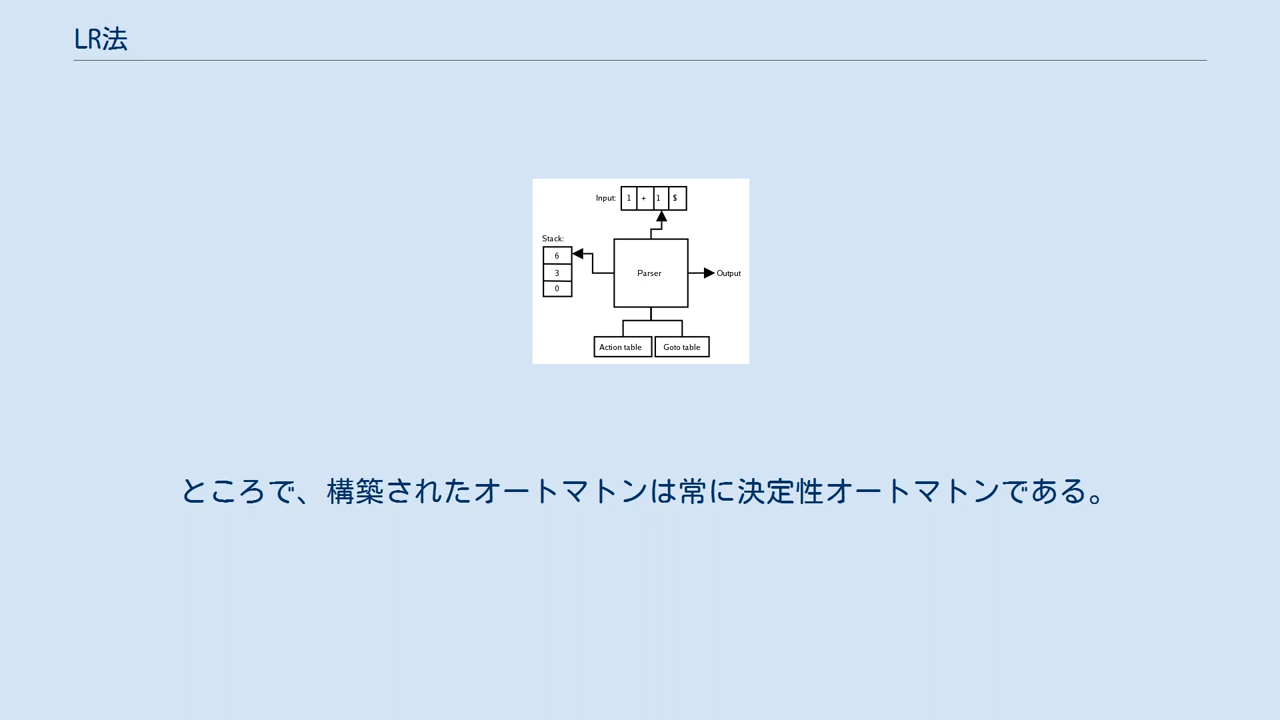 LR法
Input: 1 + 1 $
Stack:
6
3
0
Parser
Output
Action table
Goto table
ところで、構築されたオートマトンは常に決定性オートマトンである。